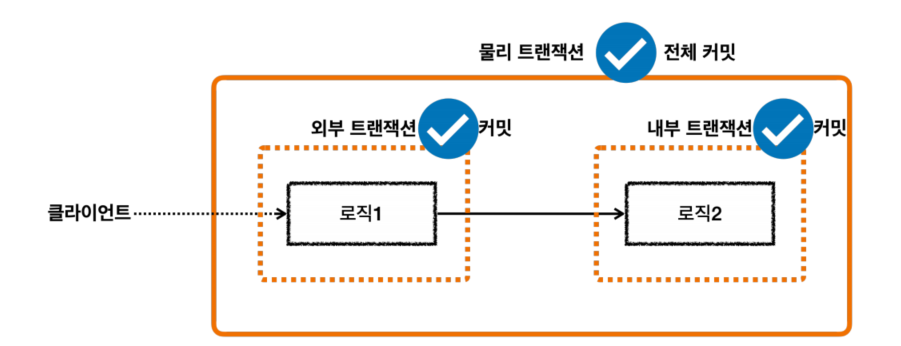 물리 트랜잭션 전체 커밋
외부 트랜잭션 커밋
내부 트랜잭션 커밋
클라이언트
로직1
로직2